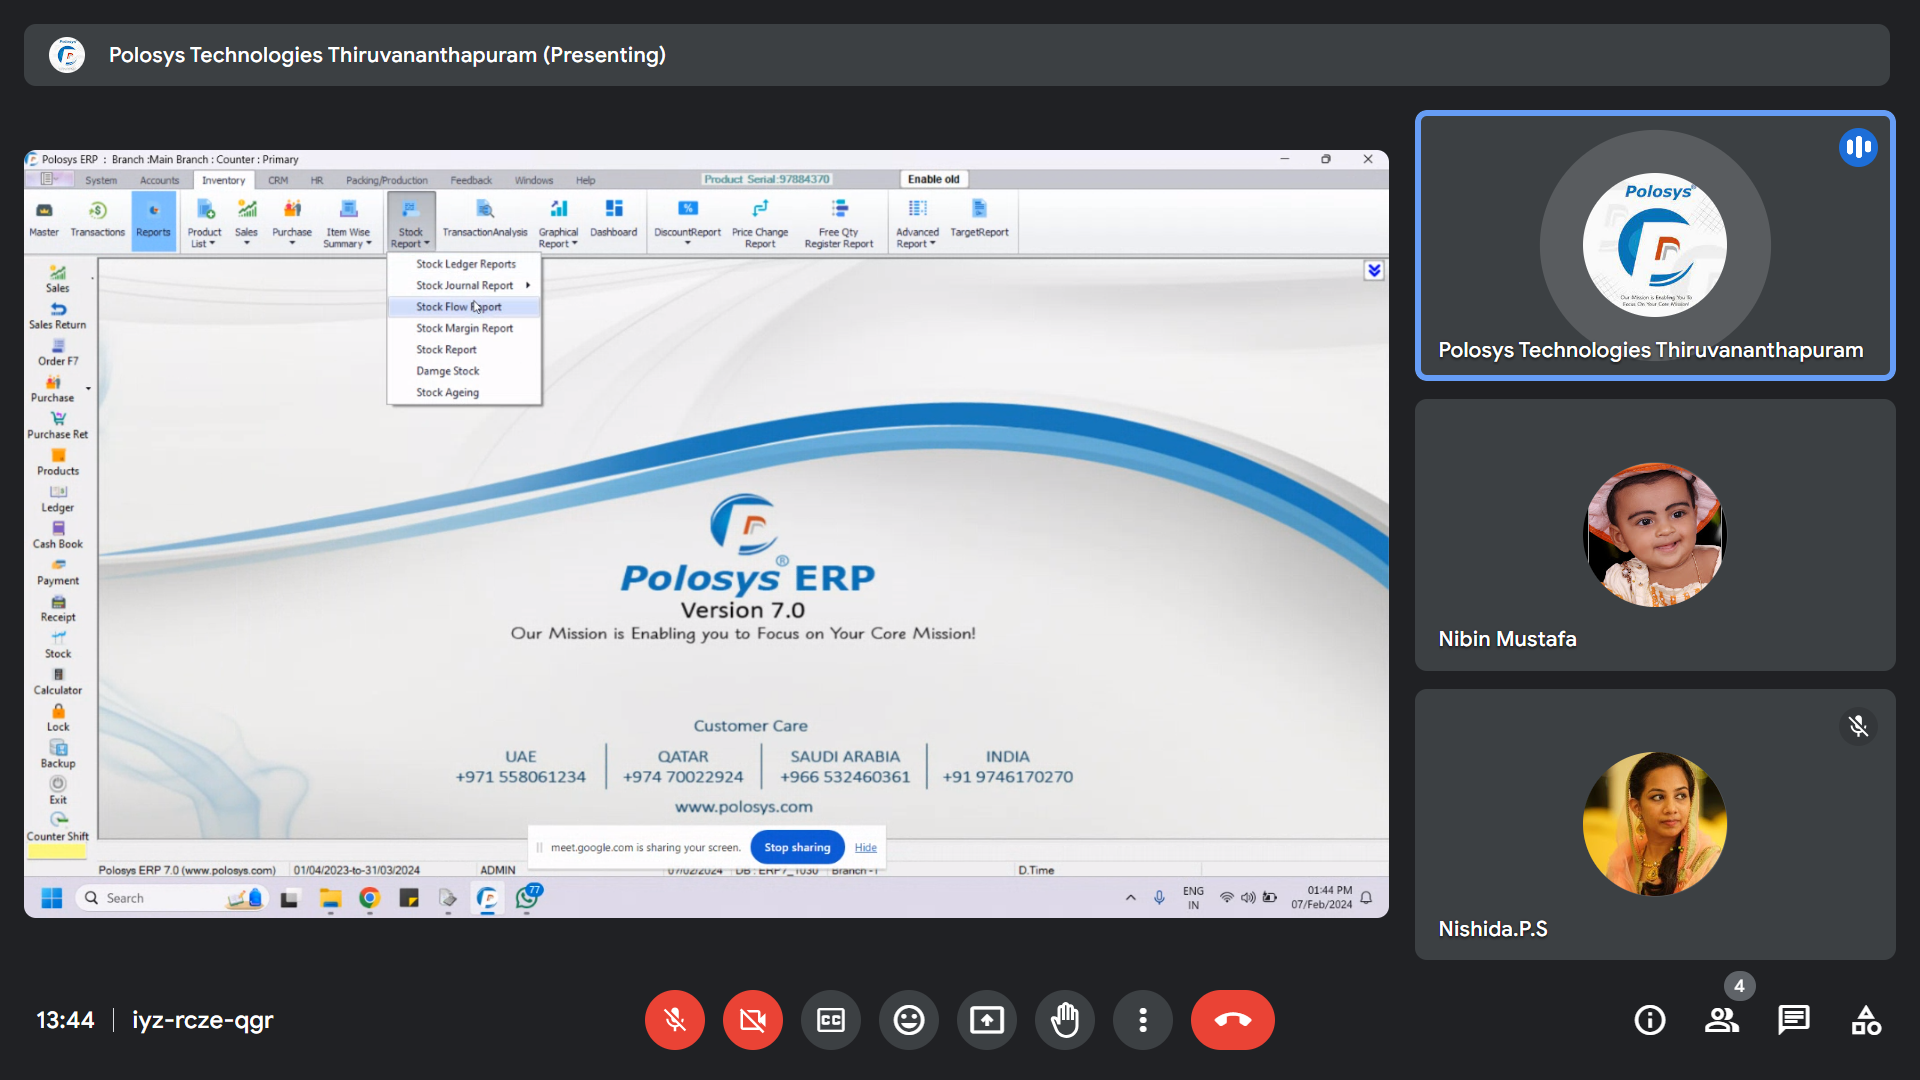 Polosys Technologies Thiruvananthapuram (Presenting)
Polosys ERP : Branch :Main Branch : Counter : Primary
System Accounts Inventory CRM HR Packing/Production Feedback Windows Help Product Serial:97884370 Enable old
Master Transactions Reports Product List Sales Purchase Item Wise Summary Stock Report TransactionAnalysis Graphical Report Dashboard DiscountReport Price Change Report Free Qty Register Report Advanced Report TargetReport
Stock Ledger Reports
Stock Journal Report
Stock Flow Report
Stock Margin Report
Stock Report
Damge Stock
Stock Ageing
Sales
Sales Return
Order F7
Purchase
Purchase Ret
Products
Ledger
Cash Book
Payment
Receipt
Stock
Calculator
Lock
Backup
Exit
Counter Shift
Polosys® ERP
Version 7.0
Our Mission is Enabling you to Focus on Your Core Mission!
Customer Care
UAE QATAR SAUDI ARABIA INDIA
+971 558061234 +974 70022924 +966 532460361 +91 9746170270
www.polosys.com
meet.google.com is sharing your screen. Stop sharing Hide
Polosys ERP 7.0 (www.polosys.com) 01/04/2023-to-31/03/2024 ADMIN 07/02/2024 DB : ERP7_1030 Branch -1 D.Time
Search
77
ENG
IN
01:44 PM
07/Feb/2024
Polosys®
Our Mission is Enabling You To
Focus On Your Core Mission!
Polosys Technologies Thiruvananthapuram
Nibin Mustafa
Nishida.P.S
13:44 iyz-rcze-qgr
CC
4